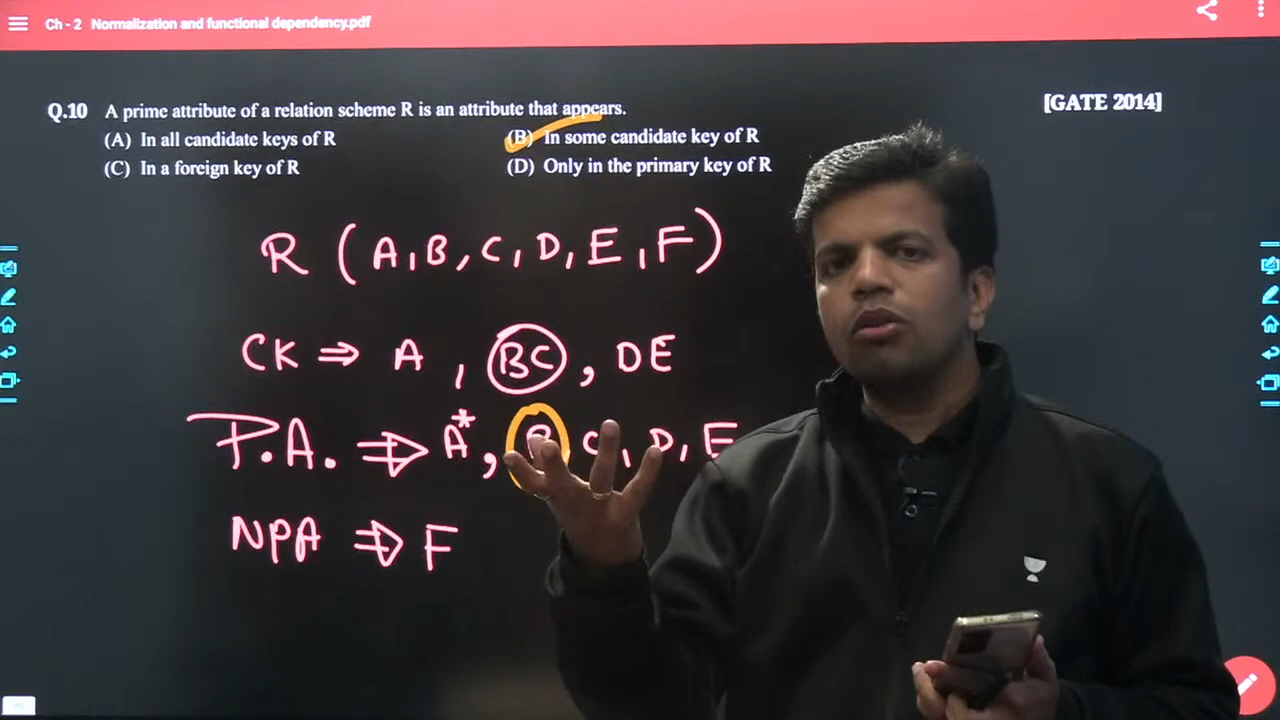 Ch - 2 Normalization and functional dependency.pdf
Q.10 A prime attribute of a relation scheme R is an attribute that appears. [GATE 2014]
(A) In all candidate keys of R (B) In some candidate key of R
(C) In a foreign key of R (D) Only in the primary key of R
R (A, B, C, D, E, F)
CK ⇒ A, BC, DE
P.A. ⇒ A*, B C, D, E
NPA ⇒ F